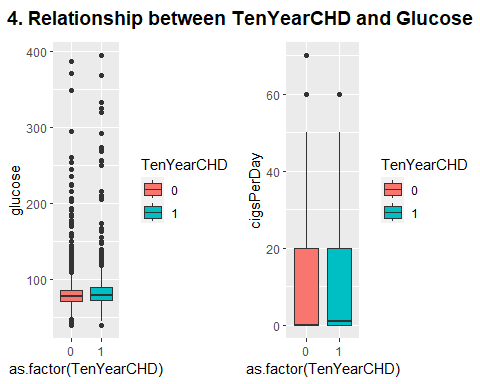 4. Relationship between TenYearCHD and Glucose
400
300
200
100
glucose
0 1
as.factor(TenYearCHD)
TenYearCHD
0
1
60
40
20
0
cigsPerDay
0 1
as.factor(TenYearCHD)
TenYearCHD
0
1